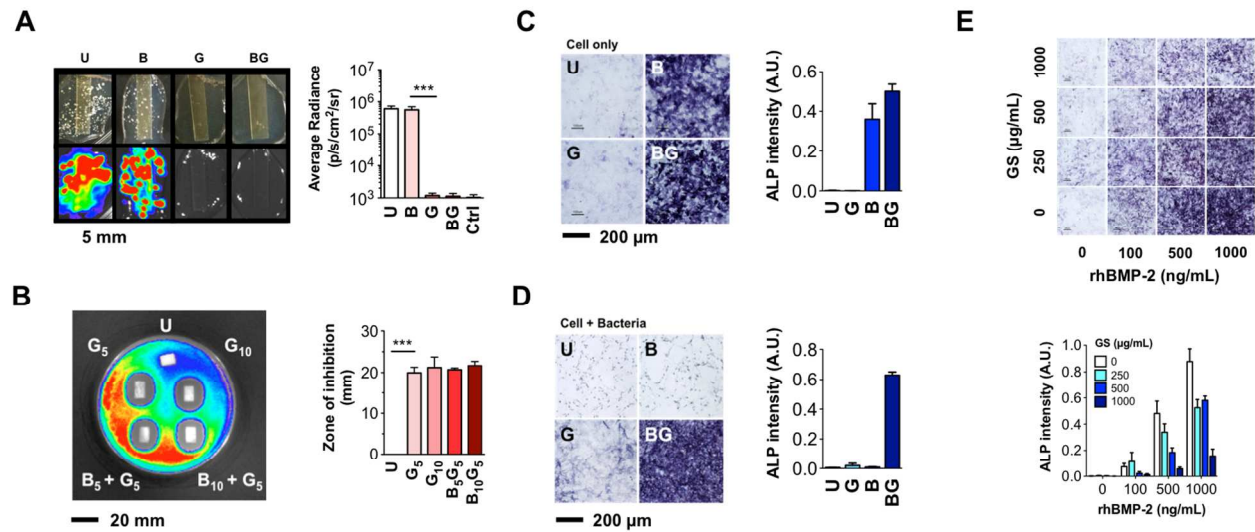 A
U B G BG
5 mm
Average Radiance
(p/s/cm²/sr)
10⁷
10⁶
10⁵
10⁴
10³
***
U
B
G
BG
Ctrl
B
U
G₅
G₁₀
B₅ + G₅
B₁₀ + G₅
20 mm
Zone of inhibition
(mm)
30
20
10
0
***
U
G₅
G₁₀
B₅G₅
B₁₀G₅
C
Cell only
U
B
G
BG
200 µm
ALP intensity (A.U.)
0.6
0.4
0.2
0.0
U
G
B
BG
D
Cell + Bacteria
U
B
G
BG
200 µm
ALP intensity (A.U.)
0.8
0.6
0.4
0.2
0.0
U
G
B
BG
E
GS (µg/mL)
1000
500
250
0
0 100 500 1000
rhBMP-2 (ng/mL)
ALP intensity (A.U.)
1.0
0.8
0.6
0.4
0.2
0.0
GS (µg/mL)
0
250
500
1000
0 100 500 1000
rhBMP-2 (ng/mL)